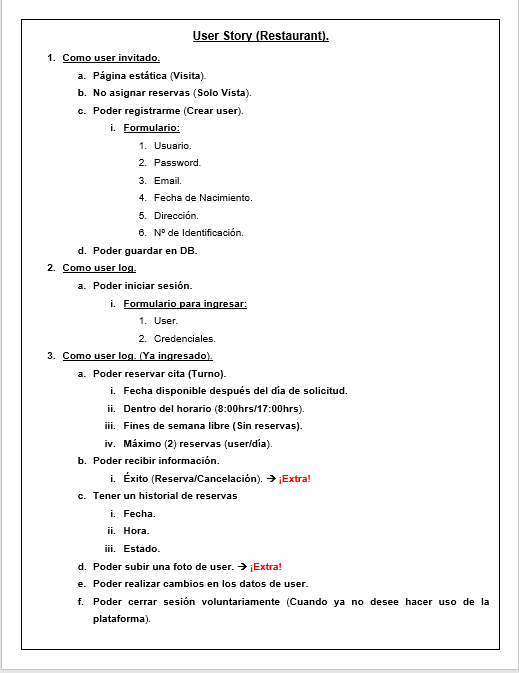 User Story (Restaurant).
1. Como user invitado.
a. Página estática (Visita).
b. No asignar reservas (Solo Vista).
c. Poder registrarme (Crear user).
i. Formulario:
1. Usuario.
2. Password.
3. Email.
4. Fecha de Nacimiento.
5. Dirección.
6. Nº de Identificación.
d. Poder guardar en DB.
2. Como user log.
a. Poder iniciar sesión.
i. Formulario para ingresar:
1. User.
2. Credenciales.
3. Como user log. (Ya ingresado).
a. Poder reservar cita (Turno).
i. Fecha disponible después del día de solicitud.
ii. Dentro del horario (8:00hrs/17:00hrs).
iii. Fines de semana libre (Sin reservas).
iv. Máximo (2) reservas (user/día).
b. Poder recibir información.
i. Éxito (Reserva/Cancelación). → ¡Extra!
c. Tener un historial de reservas
i. Fecha.
ii. Hora.
iii. Estado.
d. Poder subir una foto de user. → ¡Extra!
e. Poder realizar cambios en los datos de user.
f. Poder cerrar sesión voluntariamente (Cuando ya no desee hacer uso de la
plataforma).